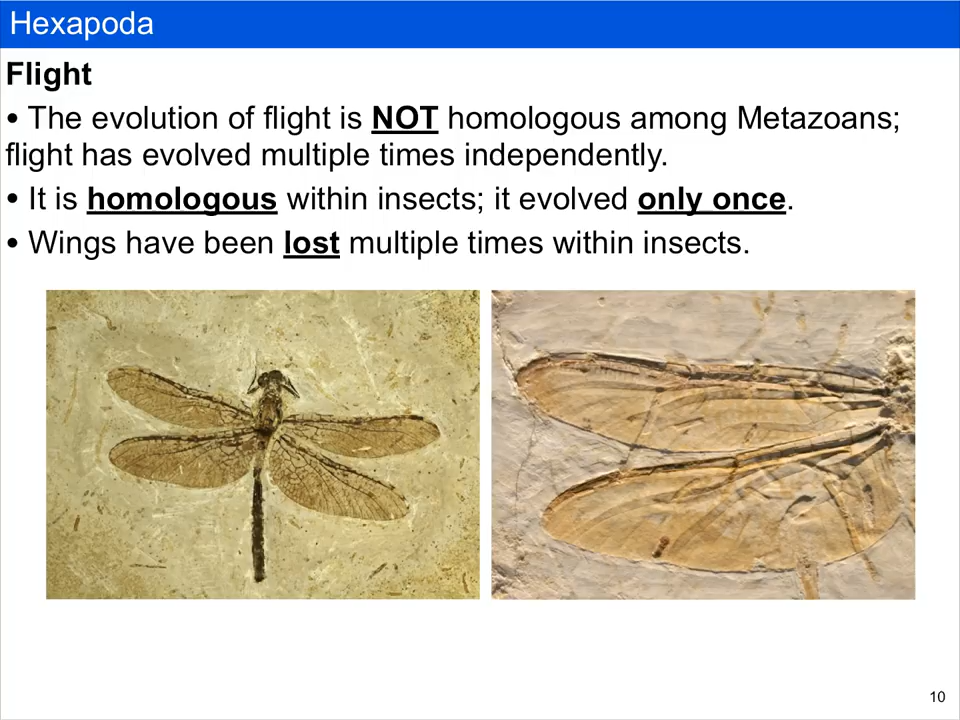 Hexapoda
Flight
• The evolution of flight is NOT homologous among Metazoans;
flight has evolved multiple times independently.
• It is homologous within insects; it evolved only once.
• Wings have been lost multiple times within insects.
10